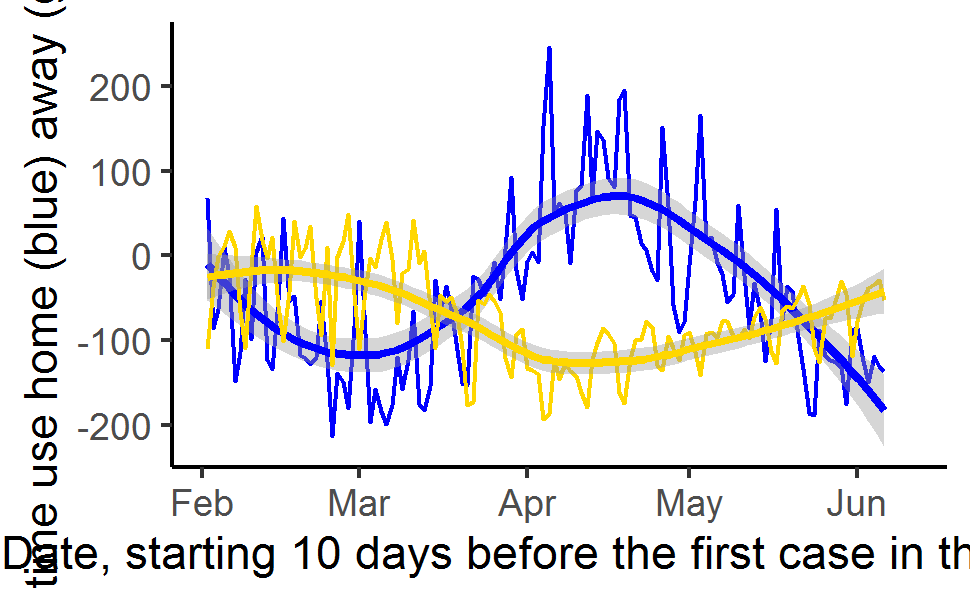 time use home (blue) away (
200
100
0
-100
-200
Feb Mar Apr May Jun
Date, starting 10 days before the first case in th